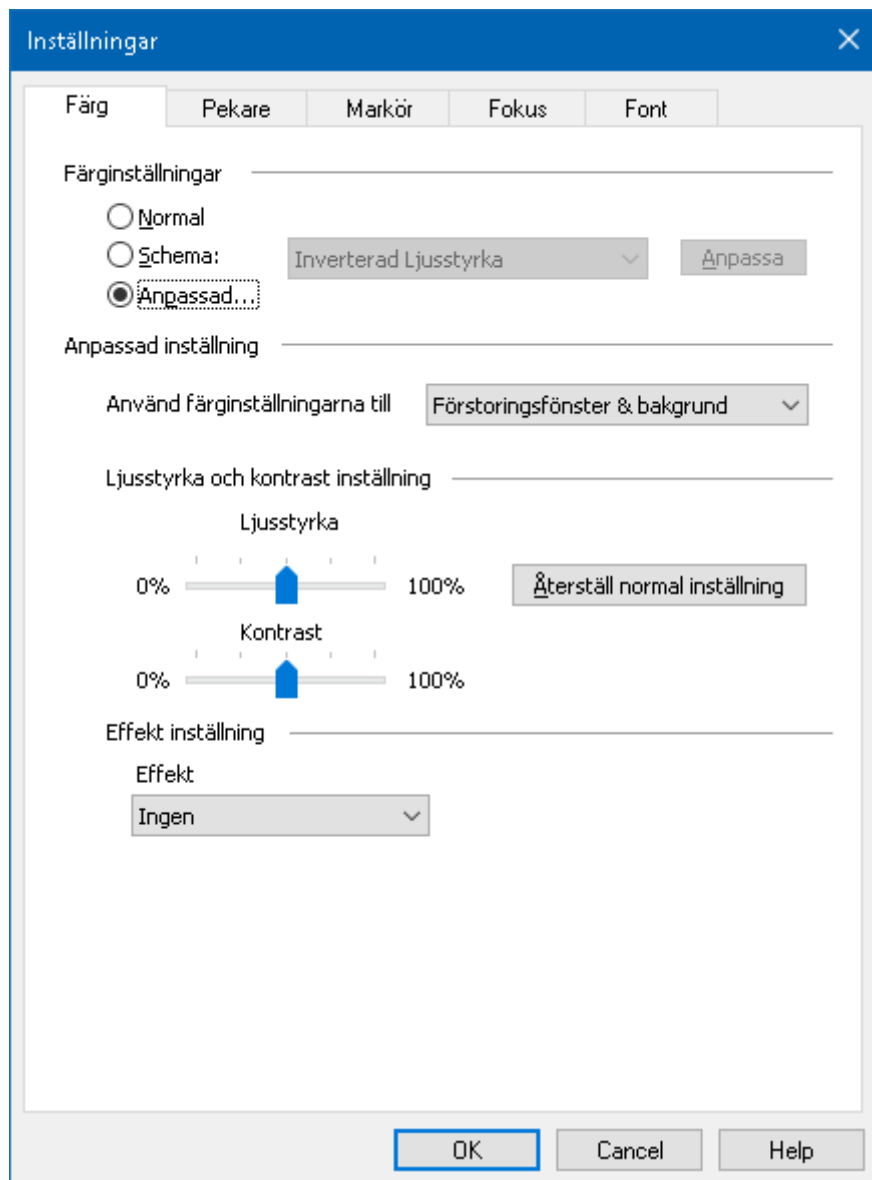 Inställningar
Färg Pekare Markör Fokus Font
Färginställningar
Normal
Schema: Inverterad Ljusstyrka Anpassa
Anpassad...
Anpassad inställning
Använd färginställningarna till Förstoringsfönster & bakgrund
Ljusstyrka och kontrast inställning
Ljusstyrka
0% 100% Återställ normal inställning
Kontrast
0% 100%
Effekt inställning
Effekt
Ingen
OK Cancel Help